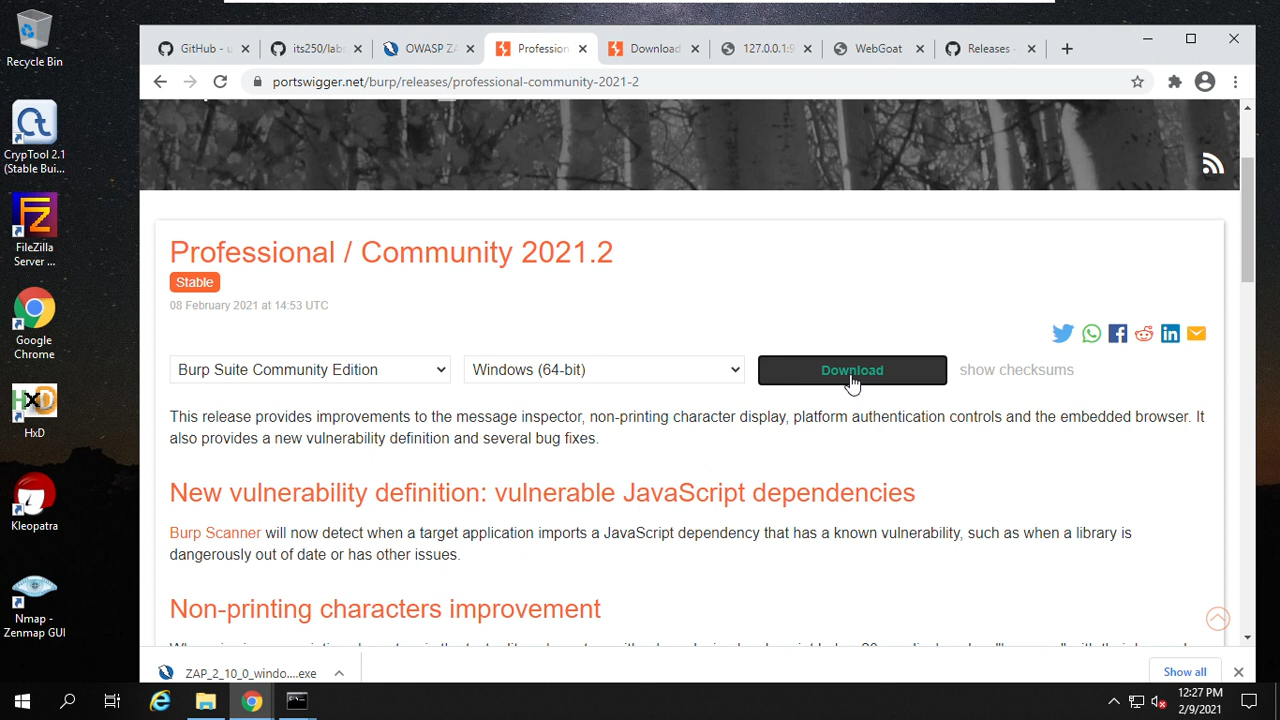 Recycle Bin
CrypTool 2.1
(Stable Bui...
FileZilla
Server ...
Google
Chrome
HxD
Kleopatra
Nmap -
Zenmap GUI
GitHub - u
its250/labs
OWASP ZA
Profession
Download
127.0.0.1:9
WebGoat
Releases -
portswigger.net/burp/releases/professional-community-2021-2
Professional / Community 2021.2
Stable
08 February 2021 at 14:53 UTC
Burp Suite Community Edition
Windows (64-bit)
Download
show checksums
This release provides improvements to the message inspector, non-printing character display, platform authentication controls and the embedded browser. It
also provides a new vulnerability definition and several bug fixes.
New vulnerability definition: vulnerable JavaScript dependencies
Burp Scanner will now detect when a target application imports a JavaScript dependency that has a known vulnerability, such as when a library is
dangerously out of date or has other issues.
Non-printing characters improvement
ZAP_2_10_0_windo....exe
Show all
12:27 PM
2/9/2021